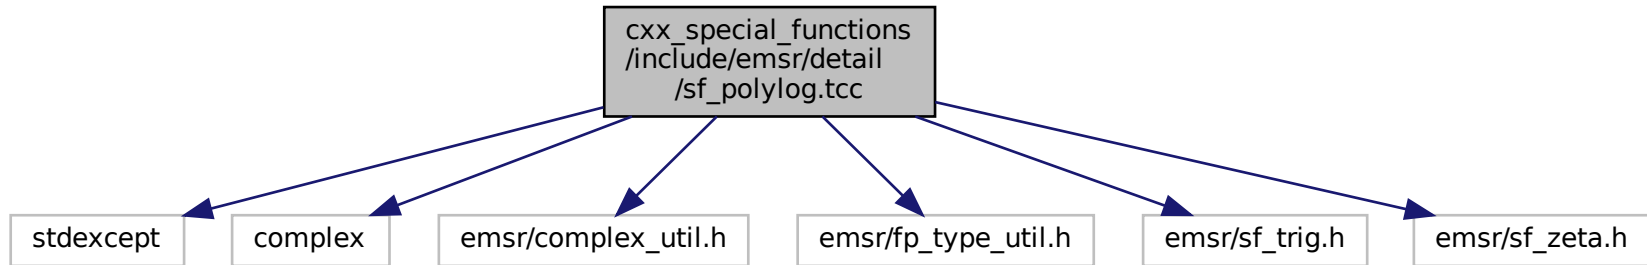 cxx_special_functions
/include/emsr/detail
/sf_polylog.tcc
stdexcept
complex
emsr/complex_util.h
emsr/fp_type_util.h
emsr/sf_trig.h
emsr/sf_zeta.h